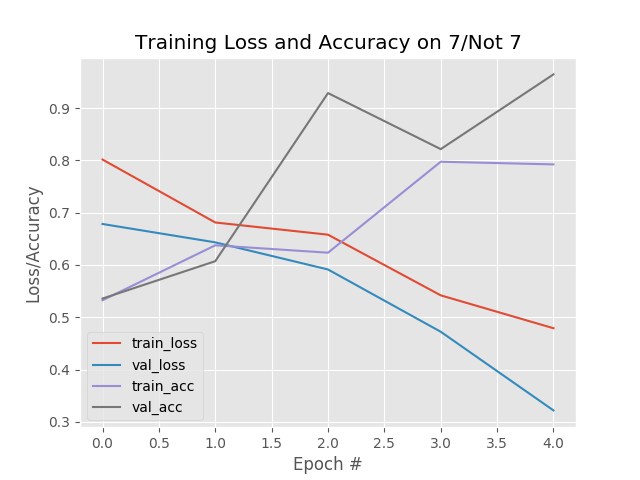 Training Loss and Accuracy on 7/Not 7
Loss/Accuracy
0.9
0.8
0.7
0.6
0.5
0.4
0.3
train_loss
val_loss
train_acc
val_acc
0.0 0.5 1.0 1.5 2.0 2.5 3.0 3.5 4.0
Epoch #